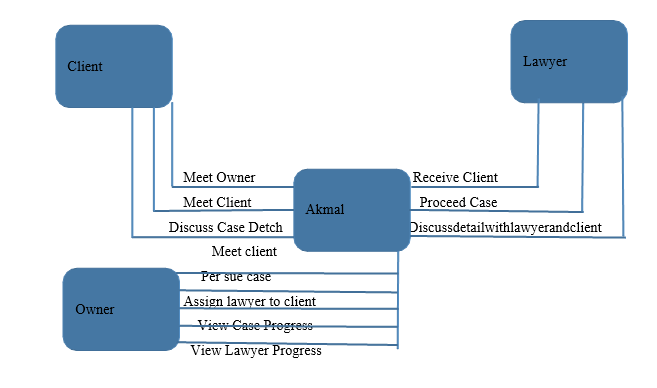 Client
Lawyer
Meet Owner
Receive Client
Meet Client
Akmal
Proceed Case
Discuss Case Detch
Discussdetailwithlawyerandclient
Meet client
Per sue case
Owner
Assign lawyer to client
View Case Progress
View Lawyer Progress